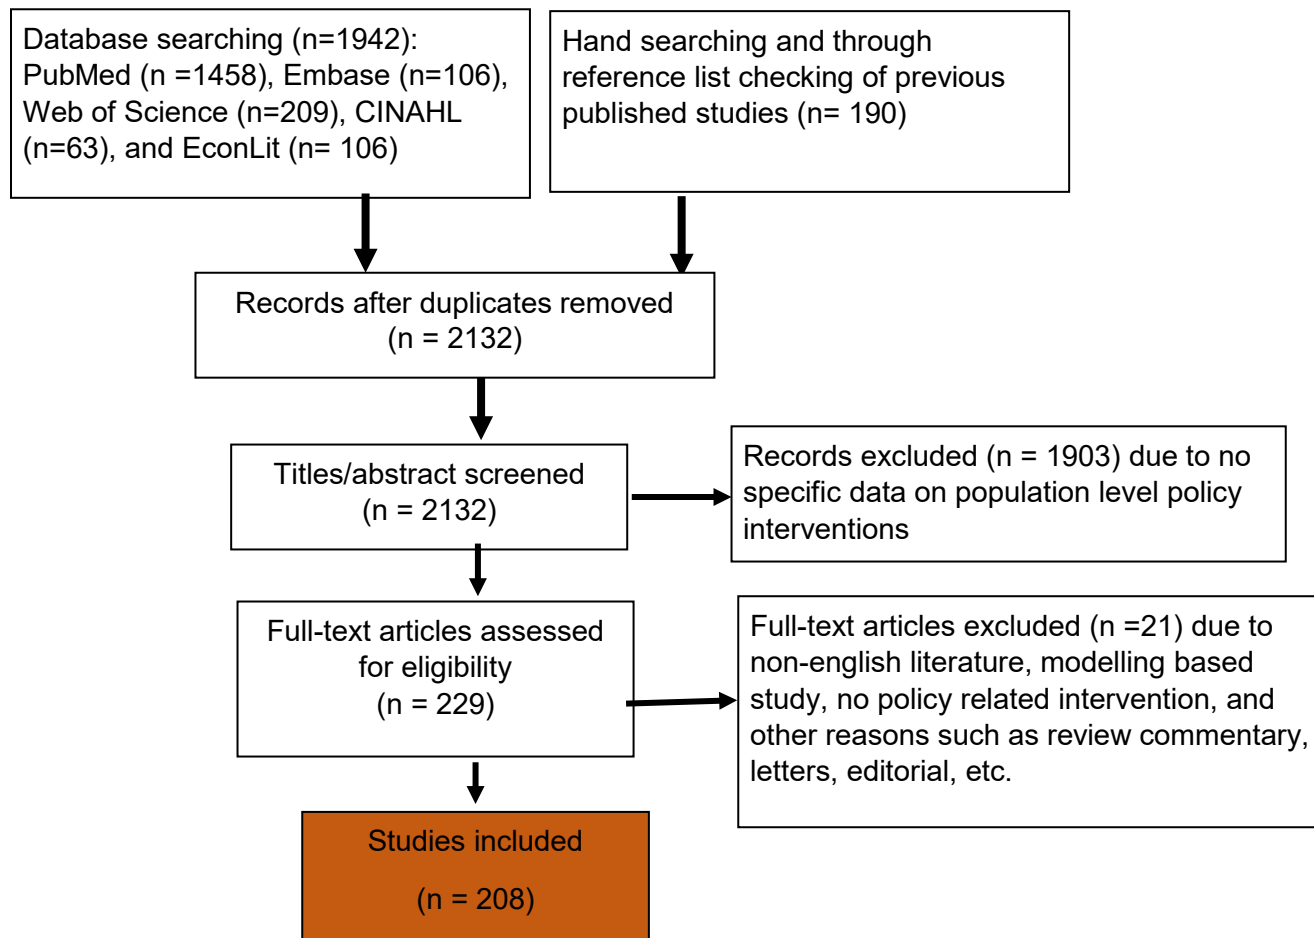 Database searching (n=1942):
PubMed (n =1458), Embase (n=106),
Web of Science (n=209), CINAHL
(n=63), and EconLit (n= 106)
Hand searching and through
reference list checking of previous
published studies (n= 190)
Records after duplicates removed
(n = 2132)
Titles/abstract screened
(n = 2132)
Records excluded (n = 1903) due to no
specific data on population level policy
interventions
Full-text articles assessed
for eligibility
(n = 229)
Full-text articles excluded (n =21) due to
non-english literature, modelling based
study, no policy related intervention, and
other reasons such as review commentary,
letters, editorial, etc.
Studies included
(n = 208)